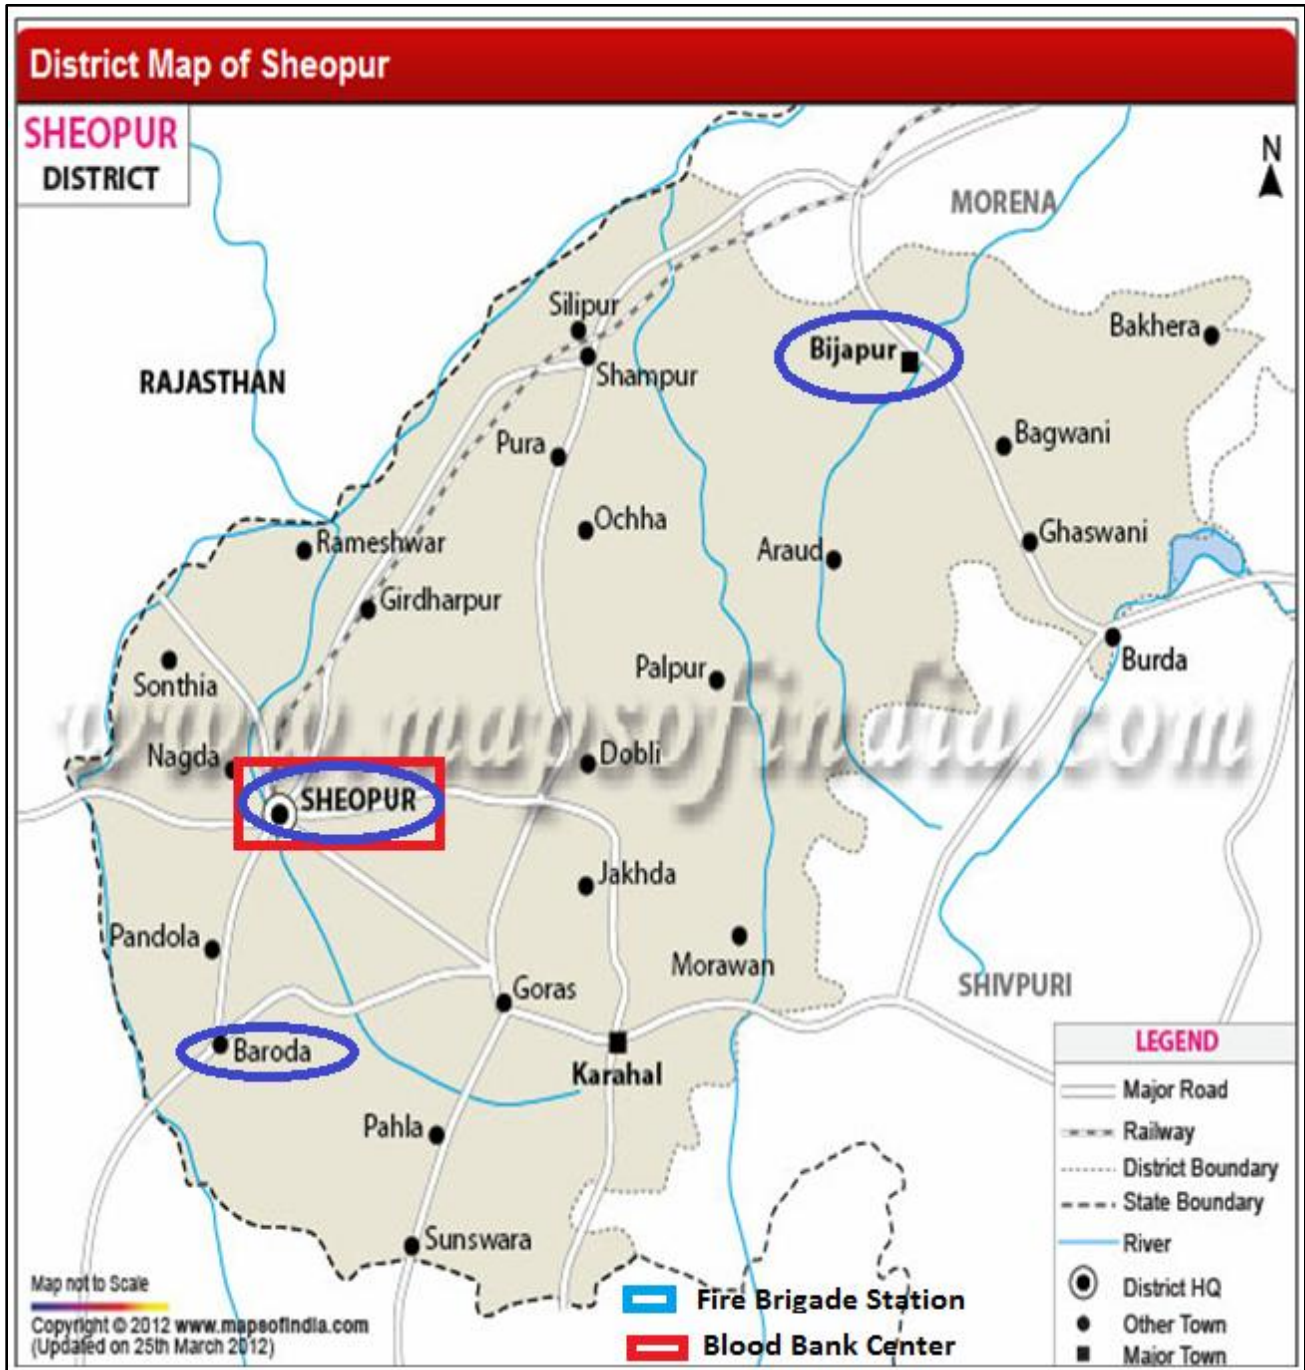 District Map of Sheopur
SHEOPUR
DISTRICT
N
MORENA
Silipur
Bakhera
Bijapur
RAJASTHAN
Shampur
Bagwani
Pura
Ochha
Ghaswani
Rameshwar
Araud
Girdharpur
Burda
Palpur
Sonthia
www.mapsofindia.com
Nagda
Dobli
SHEOPUR
Jakhda
Pandola
Morawan
Goras
SHIVPURI
Baroda
Karahal
Pahla
Sunswara
LEGEND
Major Road
Railway
District Boundary
State Boundary
River
District HQ
Other Town
Major Town
Map not to Scale
Copyright © 2012 www.mapsofindia.com
(Updated on 25th March 2012)
Fire Brigade Station
Blood Bank Center